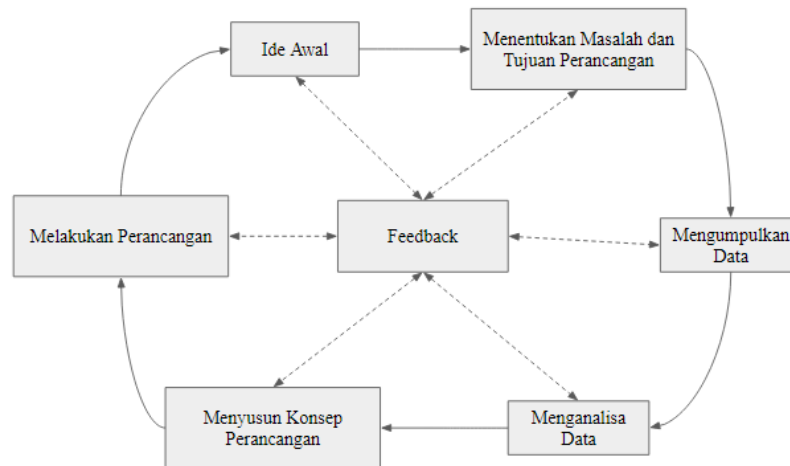 Ide Awal
Menentukan Masalah dan
Tujuan Perancangan
Melakukan Perancangan
Feedback
Mengumpulkan
Data
Menyusun Konsep
Perancangan
Menganalisa
Data